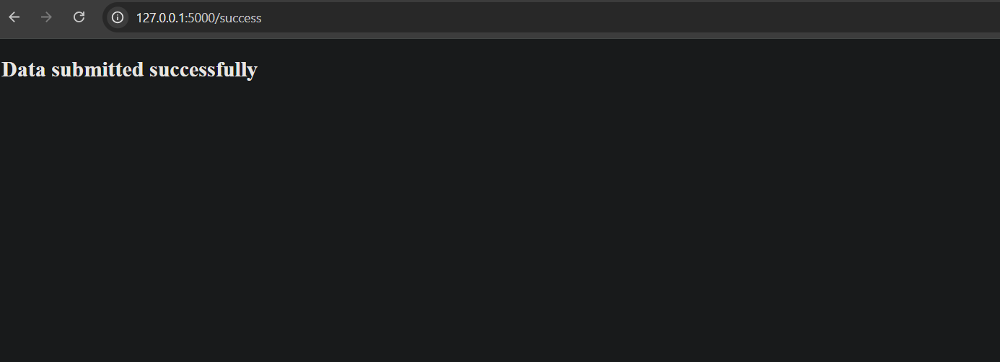 127.0.0.1:5000/success
Data submitted successfully